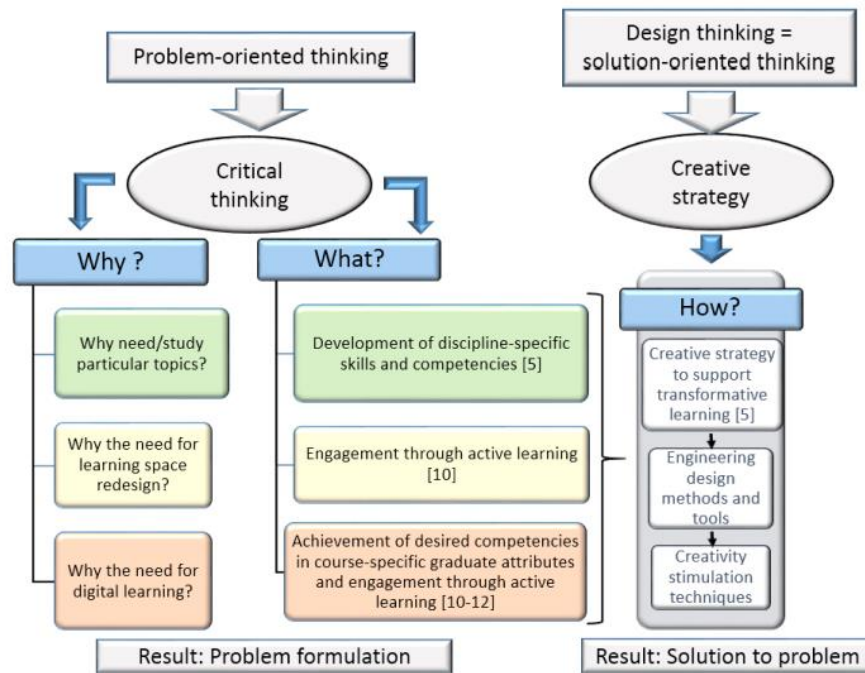 Problem-oriented thinking
Critical
thinking
Why ?
Why need/study
particular topics?
Why the need for
learning space
redesign?
Why the need for
digital learning?
What?
Development of discipline-specific
skills and competencies [5]
Engagement through active learning
[10]
Achievement of desired competencies
in course-specific graduate attributes
and engagement through active
learning [10-12]
Result: Problem formulation
Design thinking =
solution-oriented thinking
Creative
strategy
How?
Creative strategy
to support
transformative
learning [5]
Engineering
design
methods and
tools
Creativity
stimulation
techniques
Result: Solution to problem